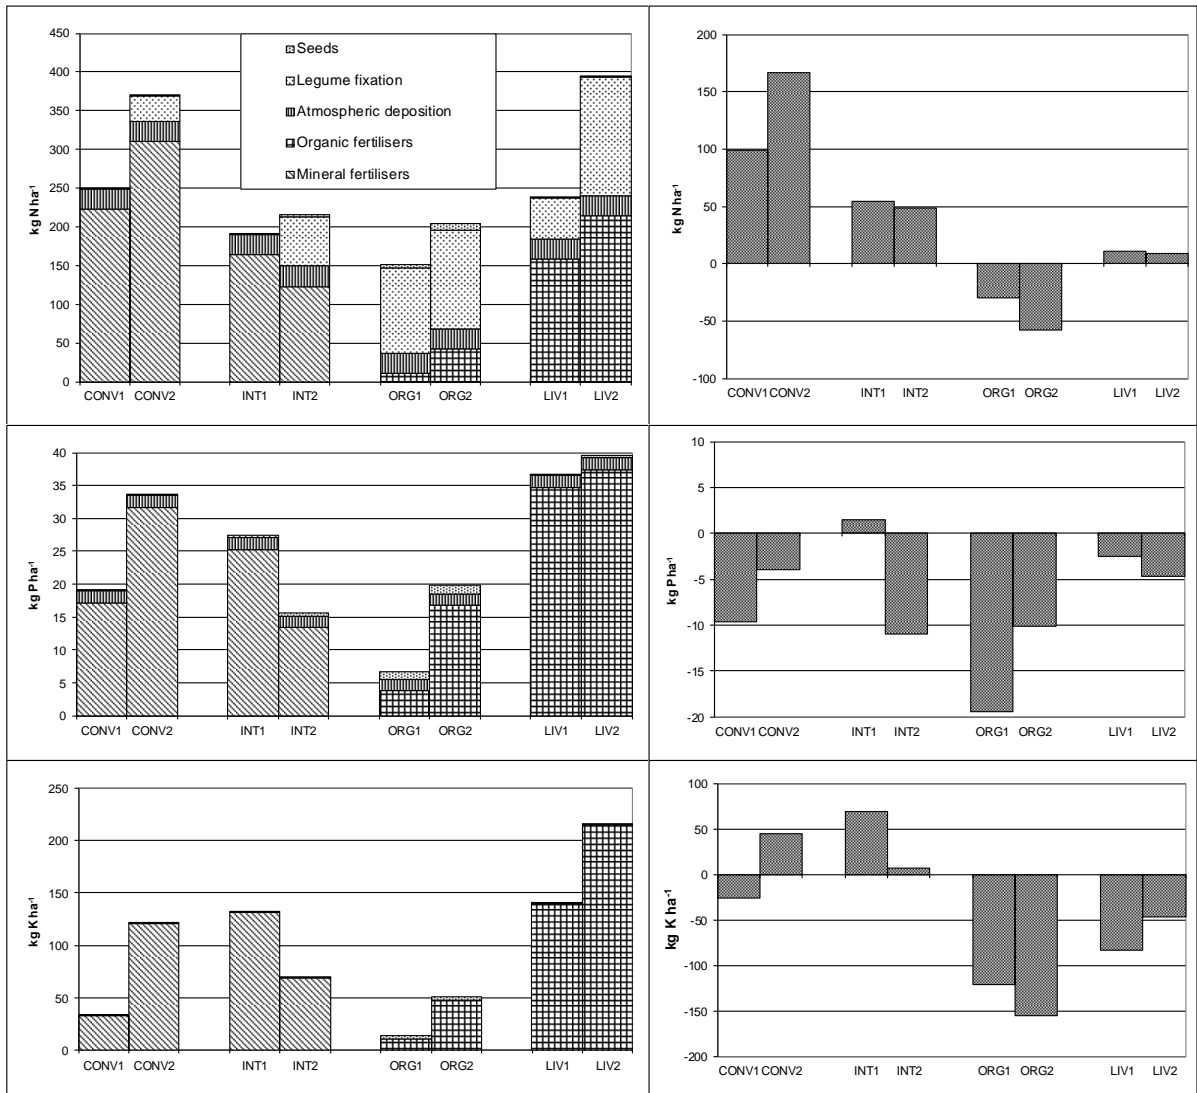 450
400
350
300
250
200
150
100
50
0
kg N ha-1
Seeds
Legume fixation
Atmospheric deposition
Organic fertilisers
Mineral fertilisers
CONV1 CONV2 INT1 INT2 ORG1 ORG2 LIV1 LIV2
200
150
100
50
0
-50
-100
kg N ha-1
CONV1 CONV2 INT1 INT2 ORG1 ORG2 LIV1 LIV2
40
35
30
25
20
15
10
5
0
kg P ha-1
CONV1 CONV2 INT1 INT2 ORG1 ORG2 LIV1 LIV2
10
5
0
-5
-10
-15
-20
kg P ha-1
CONV1 CONV2 INT1 INT2 ORG1 ORG2 LIV1 LIV2
250
200
150
100
50
0
kg K ha-1
CONV1 CONV2 INT1 INT2 ORG1 ORG2 LIV1 LIV2
100
50
0
-50
-100
-150
-200
kg K ha-1
CONV1 CONV2 INT1 INT2 ORG1 ORG2 LIV1 LIV2